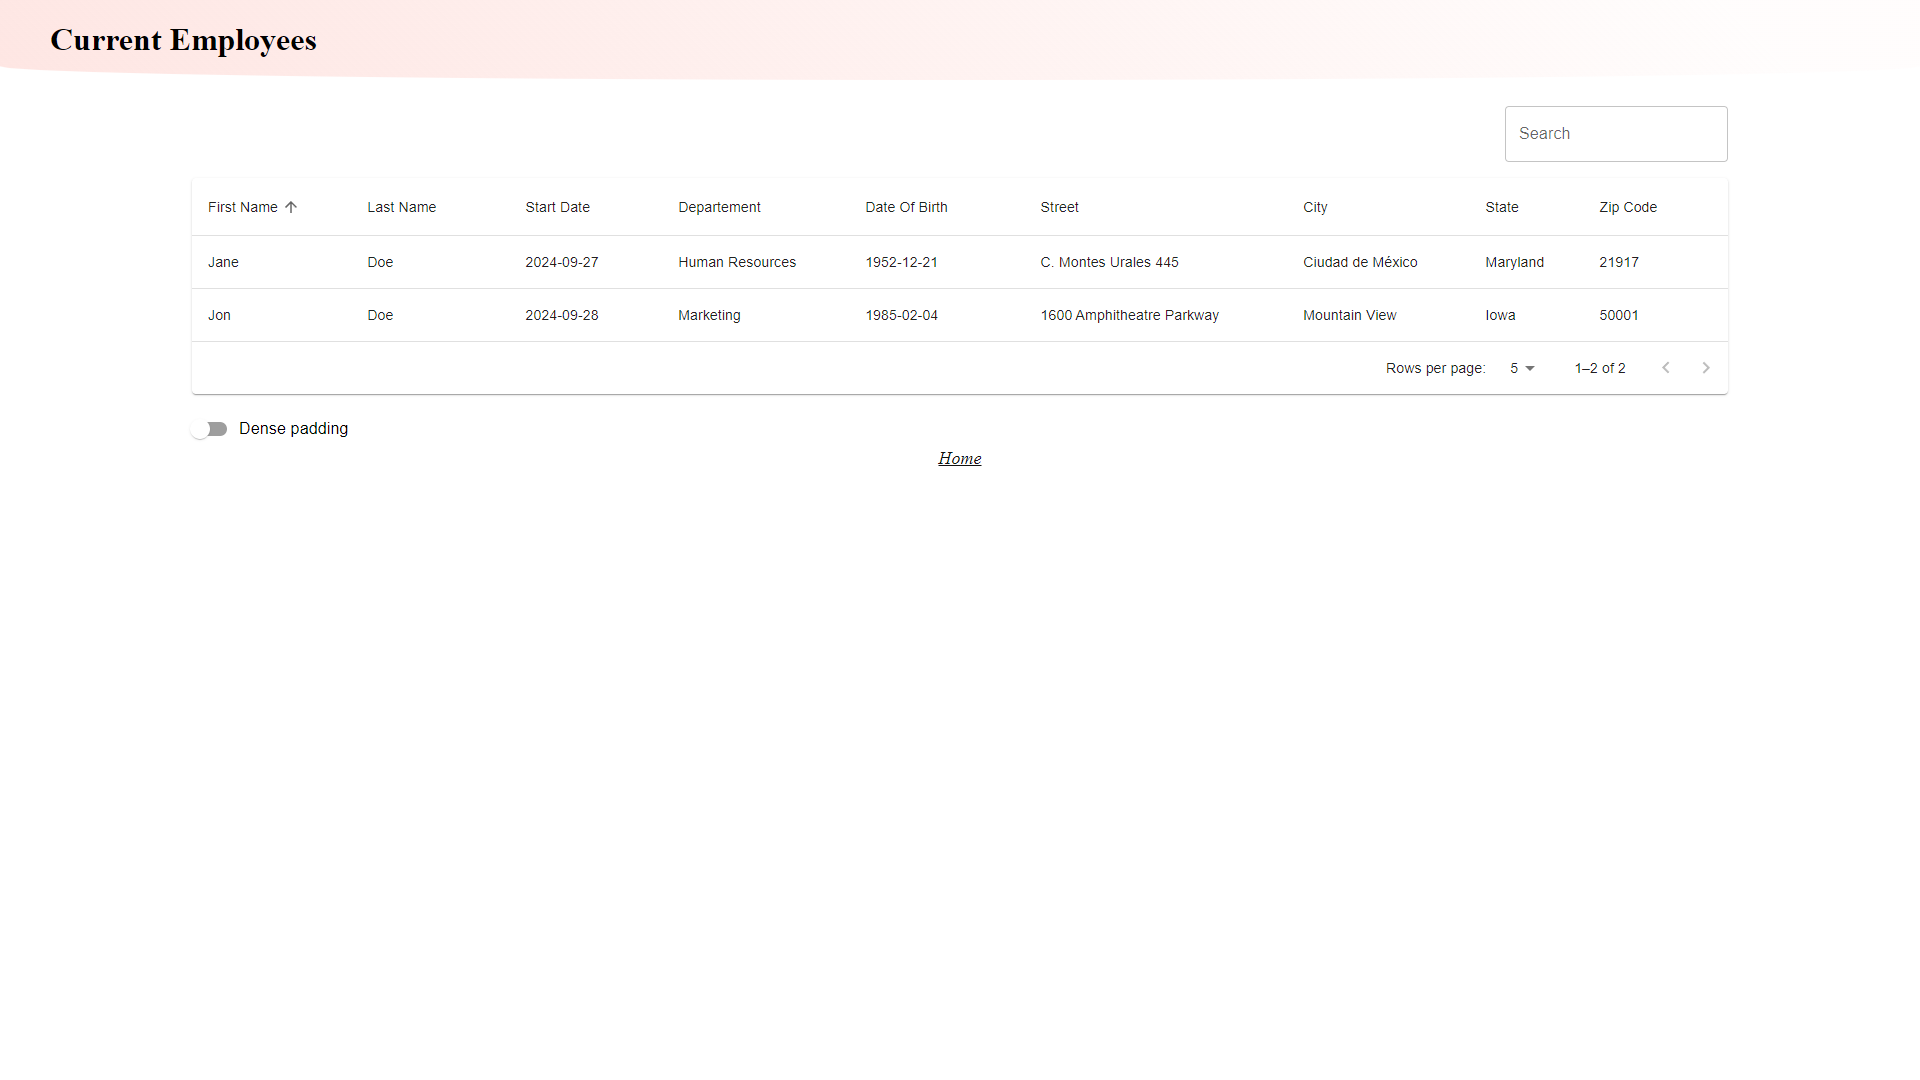 Current Employees
Search
First Name Last Name Start Date Departement Date Of Birth Street City State Zip Code
Jane Doe 2024-09-27 Human Resources 1952-12-21 C. Montes Urales 445 Ciudad de México Maryland 21917
Jon Doe 2024-09-28 Marketing 1985-02-04 1600 Amphitheatre Parkway Mountain View Iowa 50001
Rows per page: 5 1–2 of 2
Dense padding
Home